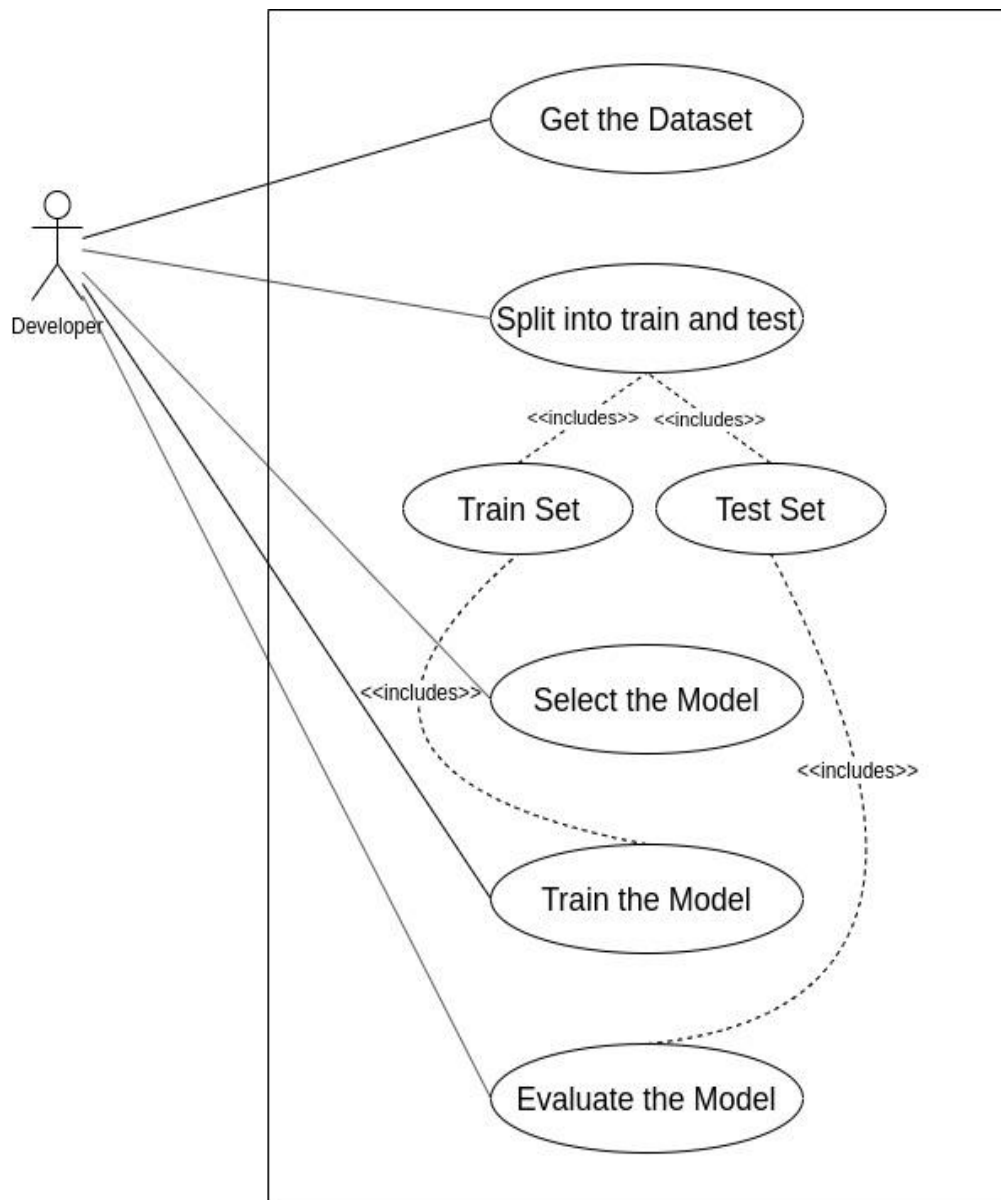 Get the Dataset
Developer
Split into train and test
<<includes>>
<<includes>>
Train Set
Test Set
<<includes>>
Select the Model
<<includes>>
Train the Model
Evaluate the Model